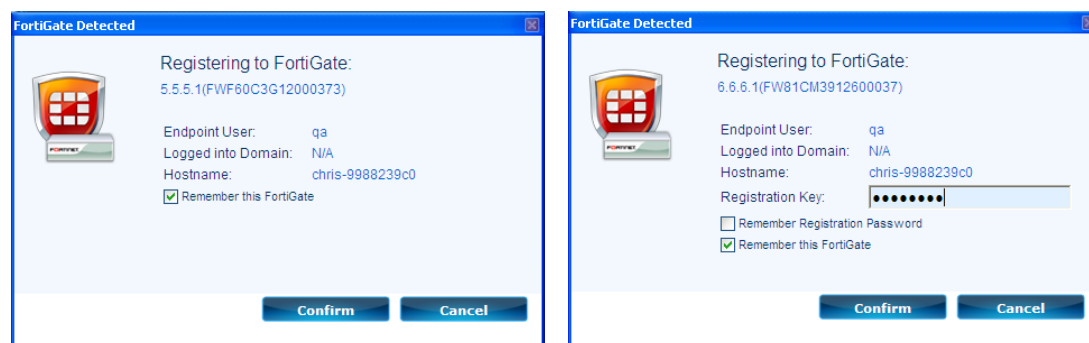 FortiGate Detected
Registering to FortiGate:
5.5.5.1(FWF60C3G12000373)
Endpoint User: qa
Logged into Domain: N/A
Hostname: chris-9988239c0
Remember this FortiGate
Confirm Cancel
FORTINET
FortiGate Detected
Registering to FortiGate:
6.6.6.1(FW81CM3912600037)
Endpoint User: qa
Logged into Domain: N/A
Hostname: chris-9988239c0
Registration Key:
Remember Registration Password
Remember this FortiGate
Confirm Cancel
FORTINET